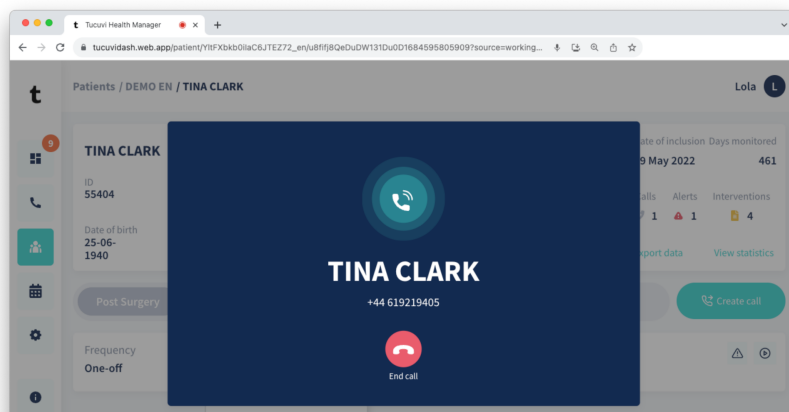 t Tucuvi Health Manager
tucuvidash.web.app/patient/YltFXbkb0ilaC6JTEZ72_en/u8fifj8QeDuDW131Du0D1684595805909?source=working...
t
Patients / DEMO EN / TINA CLARK
Lola L
9
TINA CLARK
ID
55404
Date of birth
25-06-
1940
ate of inclusion Days monitored
9 May 2022 461
alls Alerts Interventions
1 1 4
xport data View statistics
TINA CLARK
+44 619219405
End call
Post Surgery
Create call
Frequency
One-off